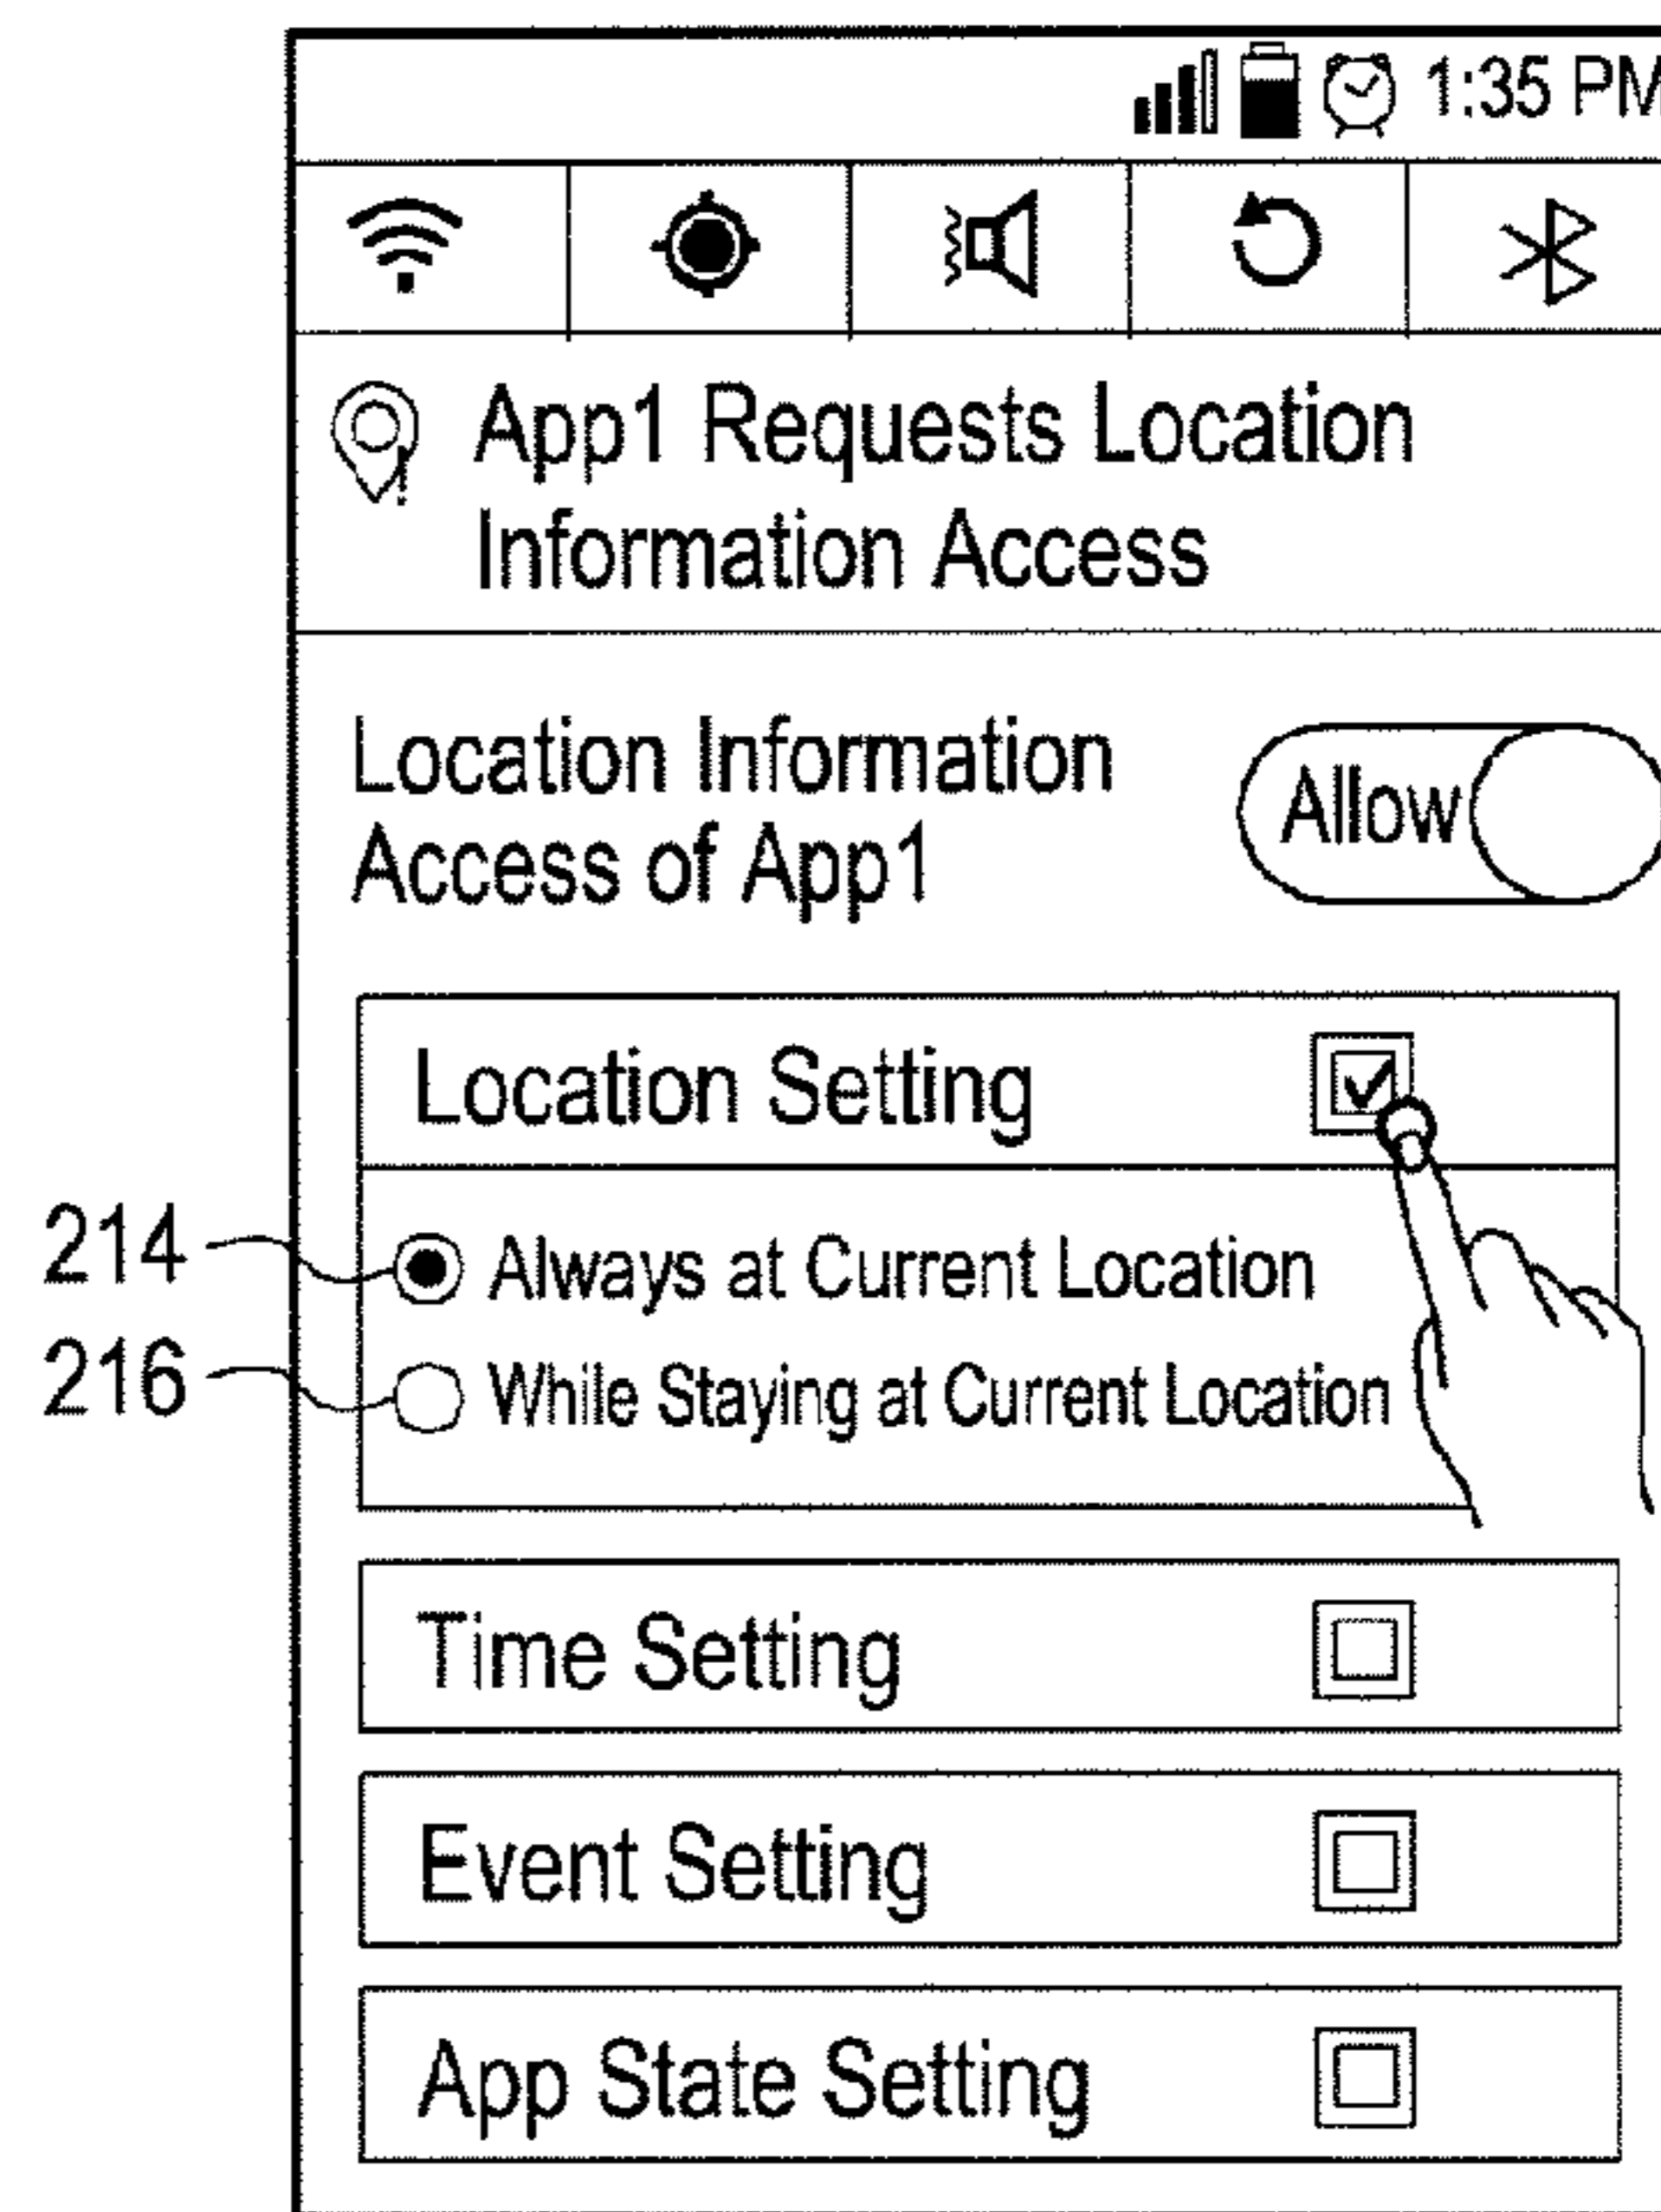 1:35 PM
App1 Requests Location
Information Access
Location Information
Access of App1
Allow
Location Setting
214
Always at Current Location
216
While Staying at Current Location
Time Setting
Event Setting
App State Setting